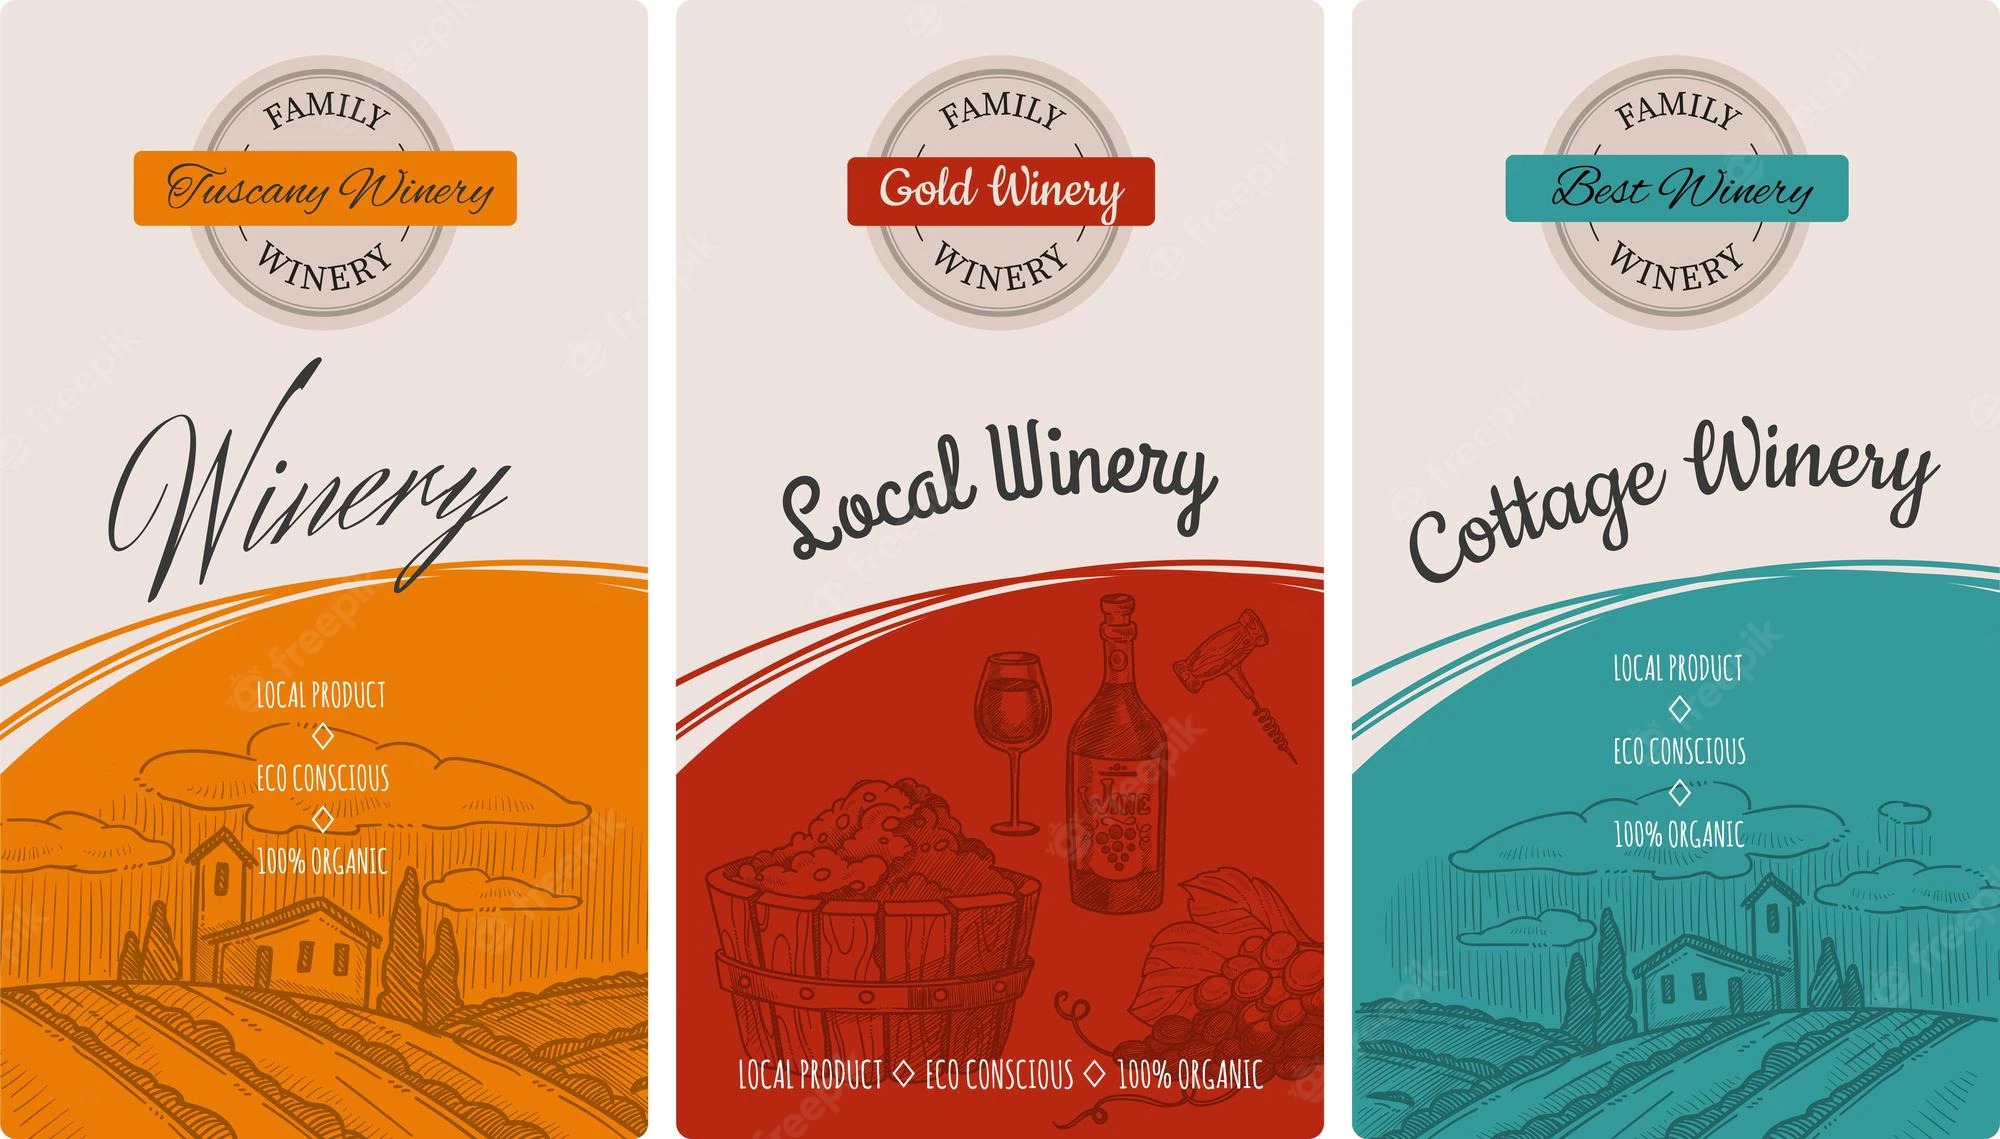 FAMILY
Tuscany Winery
WINERY
Winery
LOCAL PRODUCT
ECO CONSCIOUS
100% ORGANIC
FAMILY
Gold Winery
WINERY
Local Winery
WINE
LOCAL PRODUCT ◇ ECO CONSCIOUS ◇ 100% ORGANIC
FAMILY
Best Winery
WINERY
Cottage Winery
LOCAL PRODUCT
ECO CONSCIOUS
100% ORGANIC
freepik